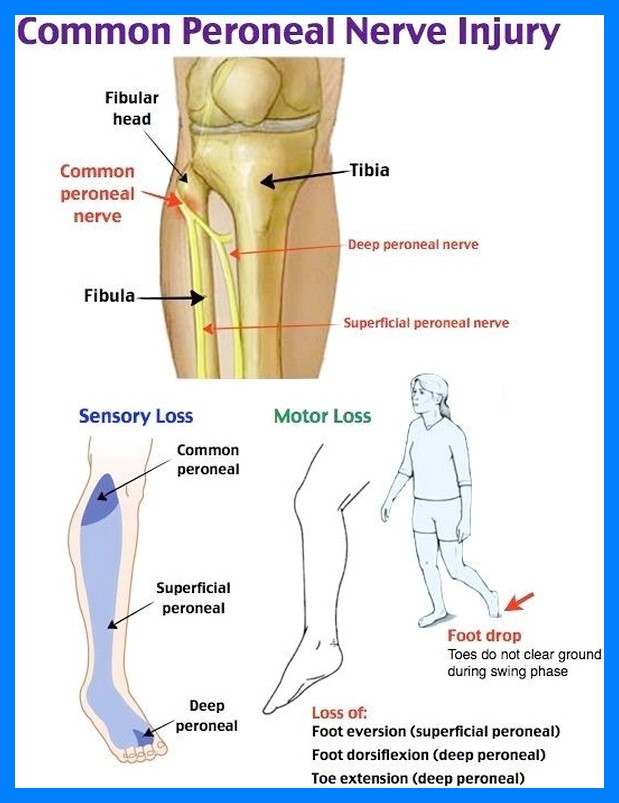 Common Peroneal Nerve Injury
Fibular
head
Common
peroneal
nerve
Tibia
Deep peroneal nerve
Fibula
Superficial peroneal nerve
Sensory Loss
Motor Loss
Common
peroneal
Superficial
peroneal
Deep
peroneal
Foot drop
Toes do not clear ground
during swing phase
Loss of:
Foot eversion (superficial peroneal)
Foot dorsiflexion (deep peroneal)
Toe extension (deep peroneal)